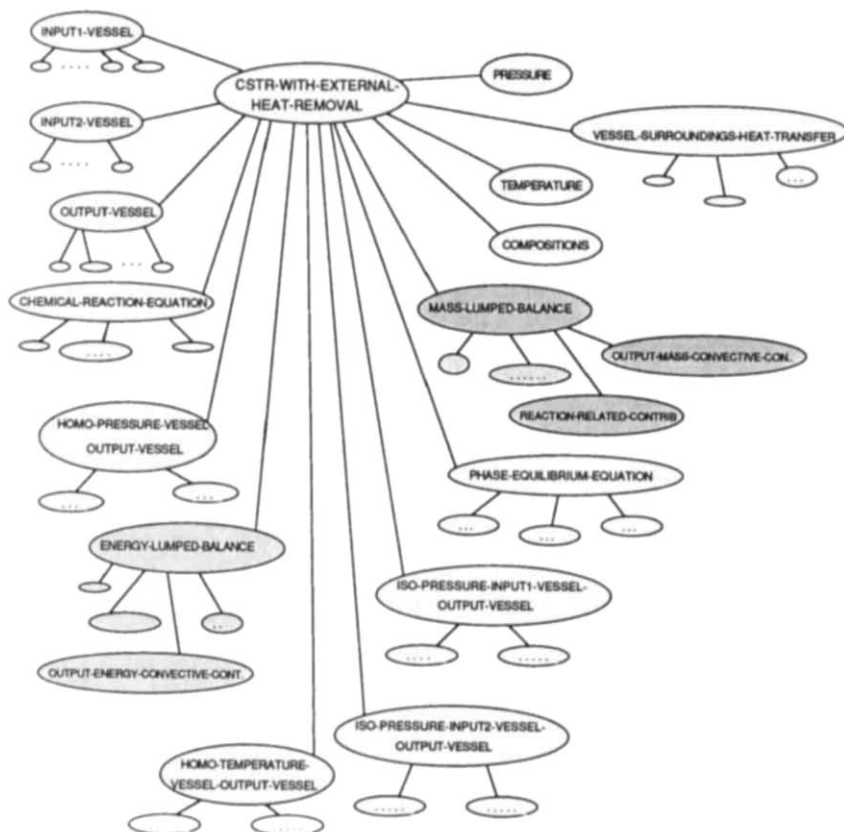 INPUT1-VESSEL
CSTR-WITH-EXTERNAL-
HEAT-REMOVAL
PRESSURE
INPUT2-VESSEL
VESSEL-SURROUNDINGS-HEAT-TRANSFER
TEMPERATURE
OUTPUT-VESSEL
COMPOSITIONS
CHEMICAL-REACTION-EQUATION
MASS-LUMPED-BALANCE
OUTPUT-MASS-CONVECTIVE-CON.
REACTION-RELATED-CONTRIB
HOMO-PRESSURE-VESSEL
OUTPUT-VESSEL
PHASE-EQUILIBRIUM-EQUATION
ENERGY-LUMPED-BALANCE
ISO-PRESSURE-INPUT1-VESSEL-
OUTPUT-VESSEL
OUTPUT-ENERGY-CONVECTIVE-CONT.
ISO-PRESSURE-INPUT2-VESSEL-
OUTPUT-VESSEL
HOMO-TEMPERATURE-
VESSEL-OUTPUT-VESSEL